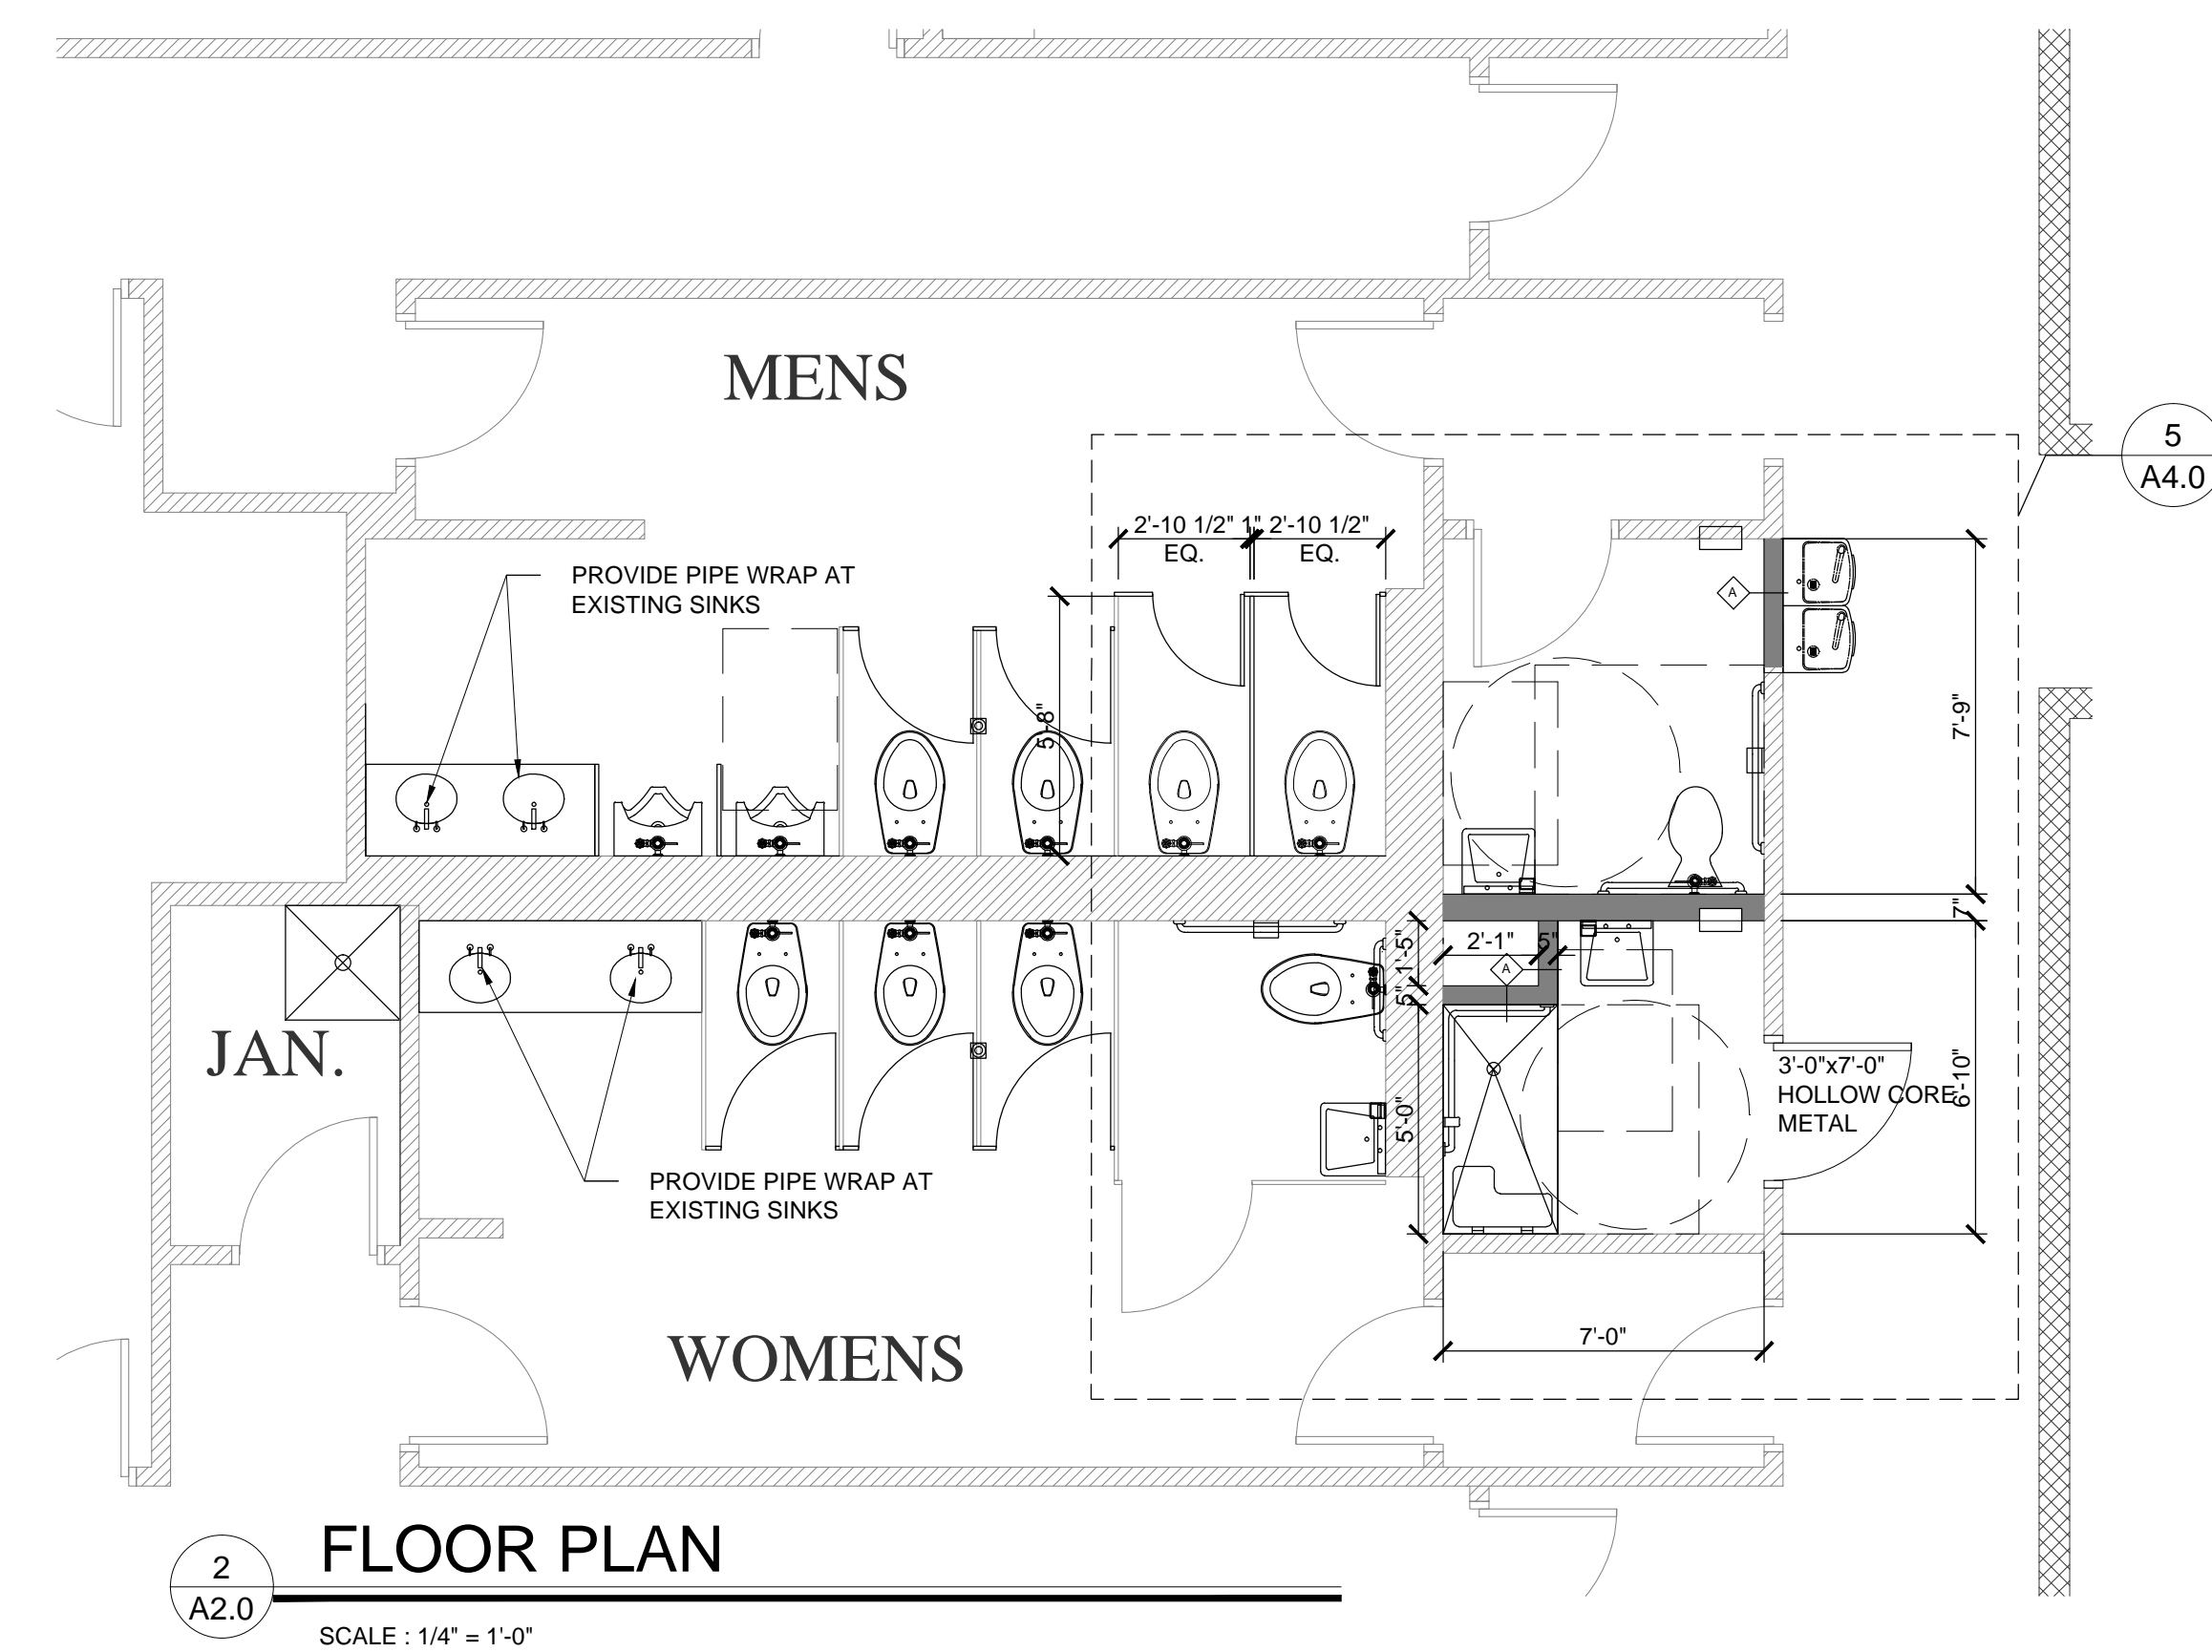 MENS
5
A4.0
2'-10 1/2" 1" 2'-10 1/2"
EQ. EQ.
PROVIDE PIPE WRAP AT
EXISTING SINKS
A
5'-8"
7'-9"
7"
2'-1" 5"
1'-5"
A
5"
JAN.
3'-0"x7'-0"
HOLLOW CORE
METAL
6'-10"
5'-0"
PROVIDE PIPE WRAP AT
EXISTING SINKS
WOMENS
7'-0"
FLOOR PLAN
2
A2.0
SCALE : 1/4" = 1'-0"